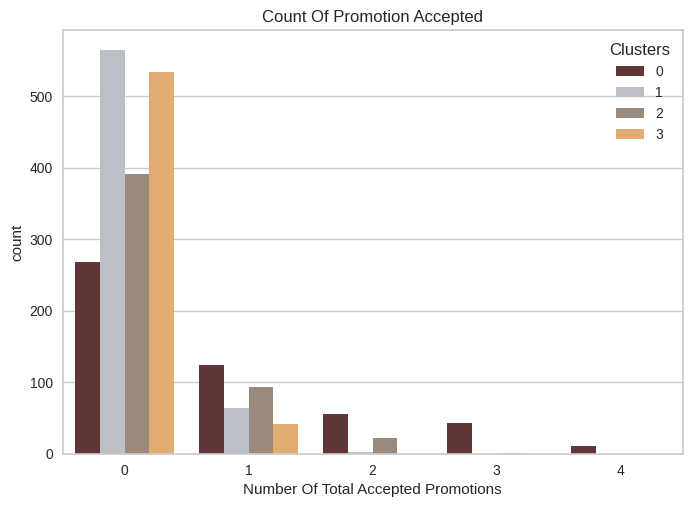 Count Of Promotion Accepted
Clusters
0
1
2
3
500
400
300
200
100
0
count
0 1 2 3 4
Number Of Total Accepted Promotions